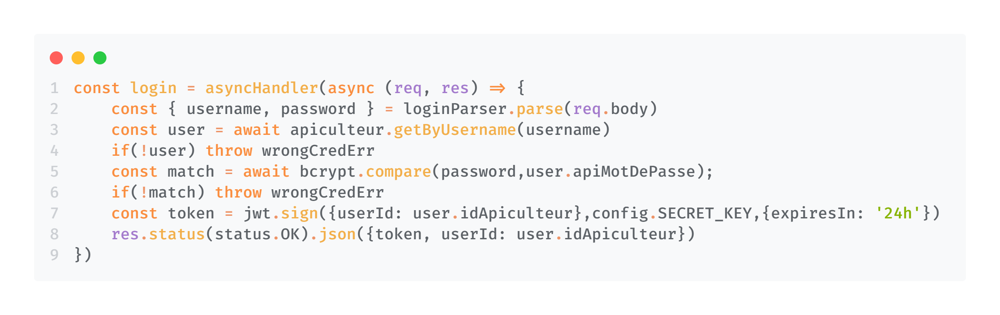 1 const login = asyncHandler(async (req, res) => {
2     const { username, password } = loginParser.parse(req.body)
3     const user = await apiculteur.getByUsername(username)
4     if(!user) throw wrongCredErr
5     const match = await bcrypt.compare(password,user.apiMotDePasse);
6     if(!match) throw wrongCredErr
7     const token = jwt.sign({userId: user.idApiculteur},config.SECRET_KEY,{expiresIn: '24h'})
8     res.status(status.OK).json({token, userId: user.idApiculteur})
9 })